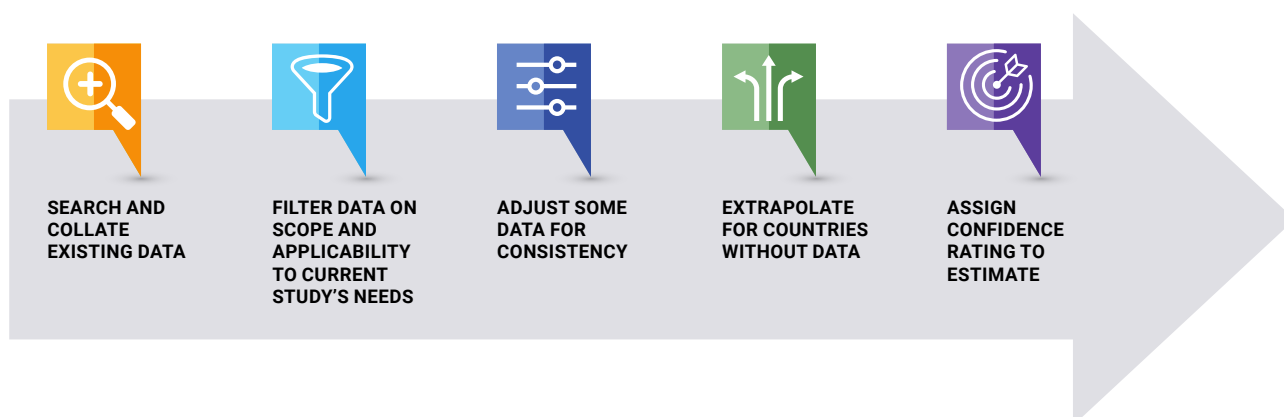 SEARCH AND
COLLATE
EXISTING DATA
FILTER DATA ON
SCOPE AND
APPLICABILITY
TO CURRENT
STUDY’S NEEDS
ADJUST SOME
DATA FOR
CONSISTENCY
EXTRAPOLATE
FOR COUNTRIES
WITHOUT DATA
ASSIGN
CONFIDENCE
RATING TO
ESTIMATE